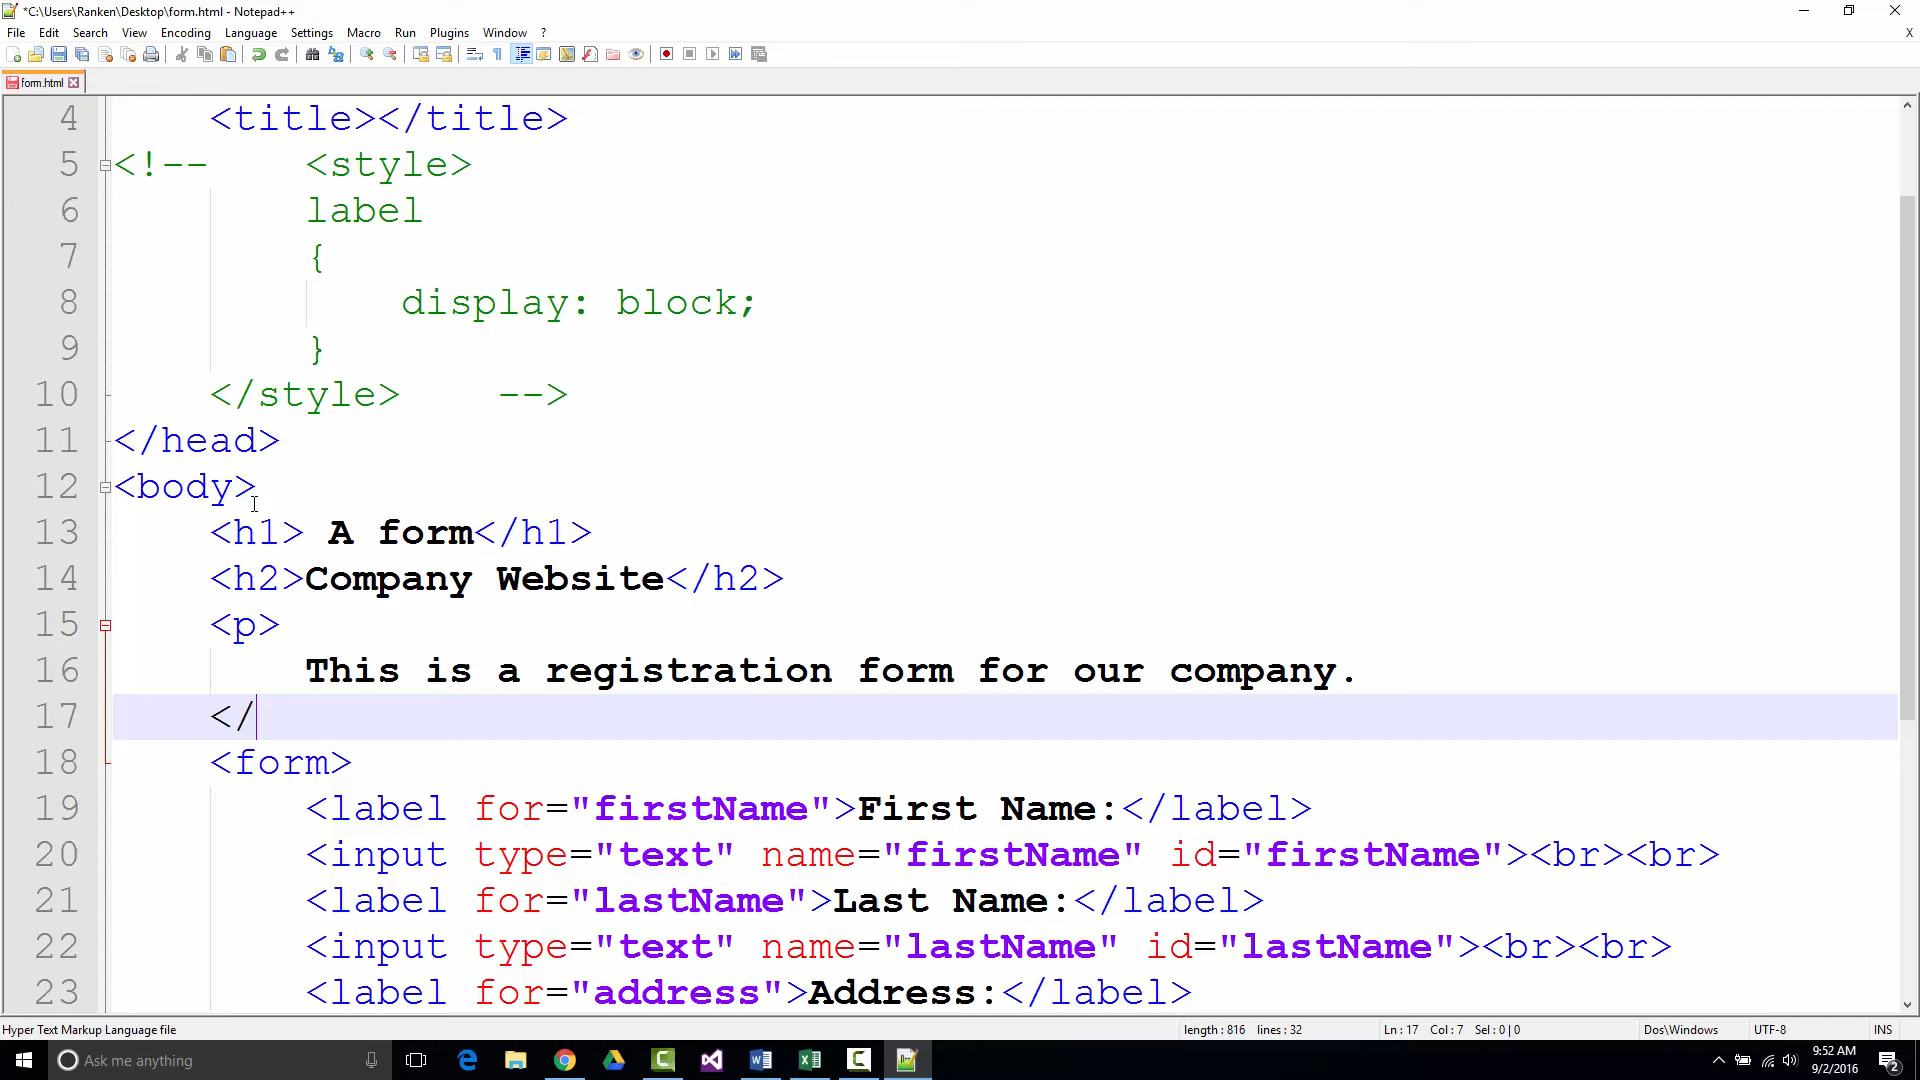 *C:\Users\Ranken\Desktop\form.html - Notepad++
File Edit Search View Encoding Language Settings Macro Run Plugins Window ? X
form.html
4 <title></title>
5 <!-- <style>
6 label
7 {
8 display: block;
9 }
10 </style> -->
11 </head>
12 <body>
13 <h1> A form</h1>
14 <h2>Company Website</h2>
15 <p>
16 This is a registration form for our company.
17 </
18 <form>
19 <label for="firstName">First Name:</label>
20 <input type="text" name="firstName" id="firstName"><br><br>
21 <label for="lastName">Last Name:</label>
22 <input type="text" name="lastName" id="lastName"><br><br>
23 <label for="address">Address:</label>
Hyper Text Markup Language file length : 816 lines : 32 Ln : 17 Col : 7 Sel : 0 | 0 Dos\Windows UTF-8 INS
Ask me anything 9:52 AM
9/2/2016 2